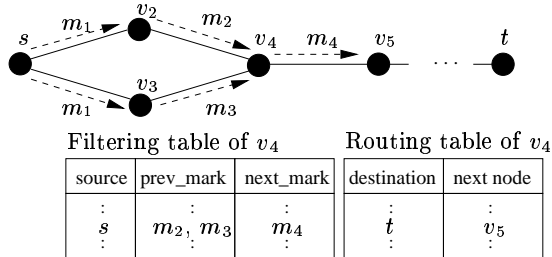 v₂
m₁ m₂
s v₄ m₄ v₅ ··· t
v₃
m₁ m₃
Filtering table of v₄
source prev_mark next_mark
: : :
s m₂, m₃ m₄
: : :
Routing table of v₄
destination next node
: :
t v₅
: :